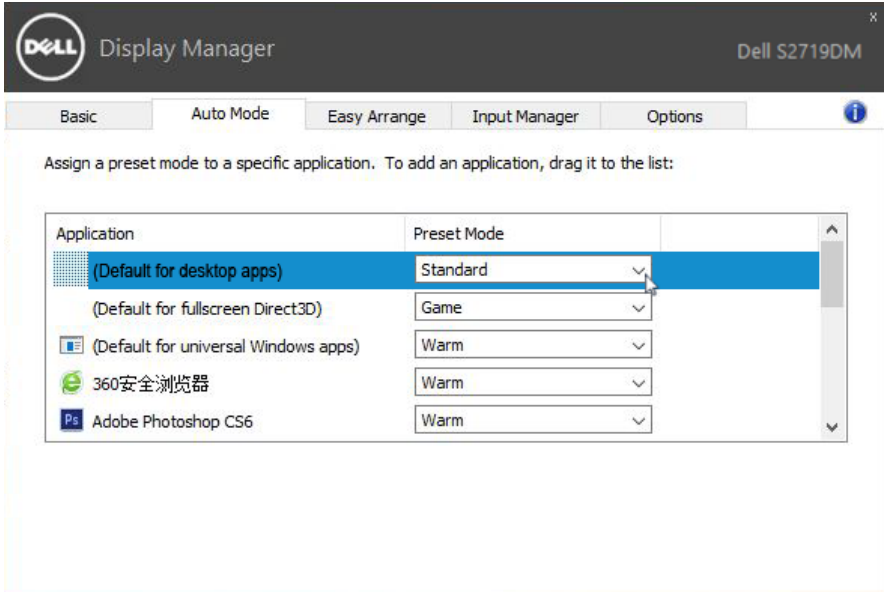 DELL
Display Manager
x
Dell S2719DM
Basic
Auto Mode
Easy Arrange
Input Manager
Options
i
Assign a preset mode to a specific application. To add an application, drag it to the list:
Application
Preset Mode
(Default for desktop apps)
Standard
(Default for fullscreen Direct3D)
Game
(Default for universal Windows apps)
Warm
360安全浏览器
Warm
Ps
Adobe Photoshop CS6
Warm